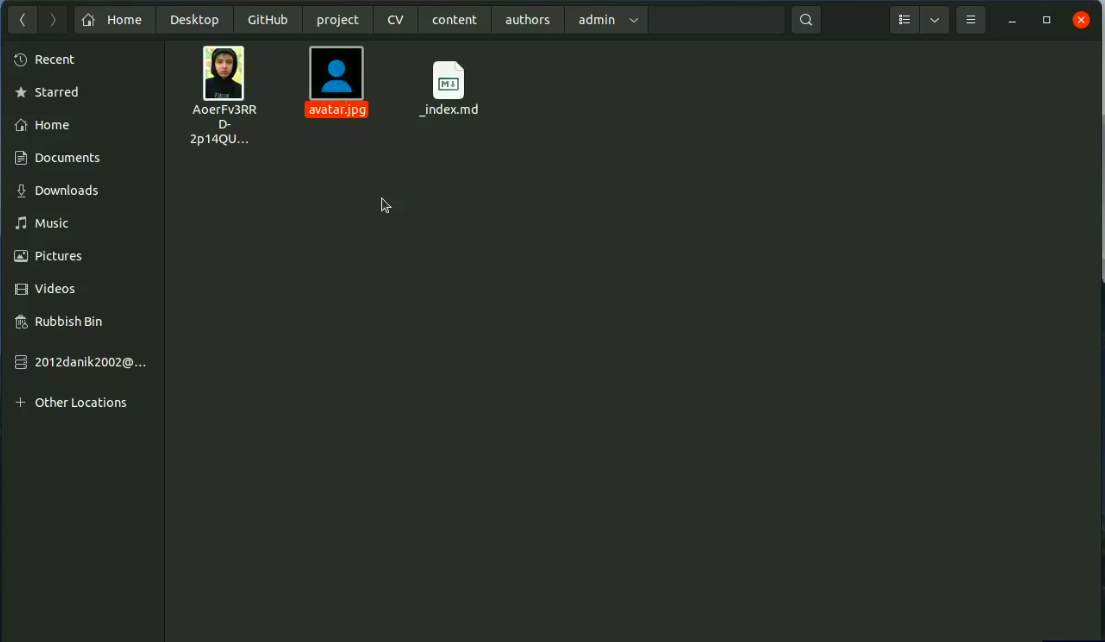 Home Desktop GitHub project CV content authors admin
Recent
Starred
Home
Documents
Downloads
Music
Pictures
Videos
Rubbish Bin
2012danik2002@...
Other Locations
AoerFv3RR
D-
2p14QU...
avatar.jpg
_index.md